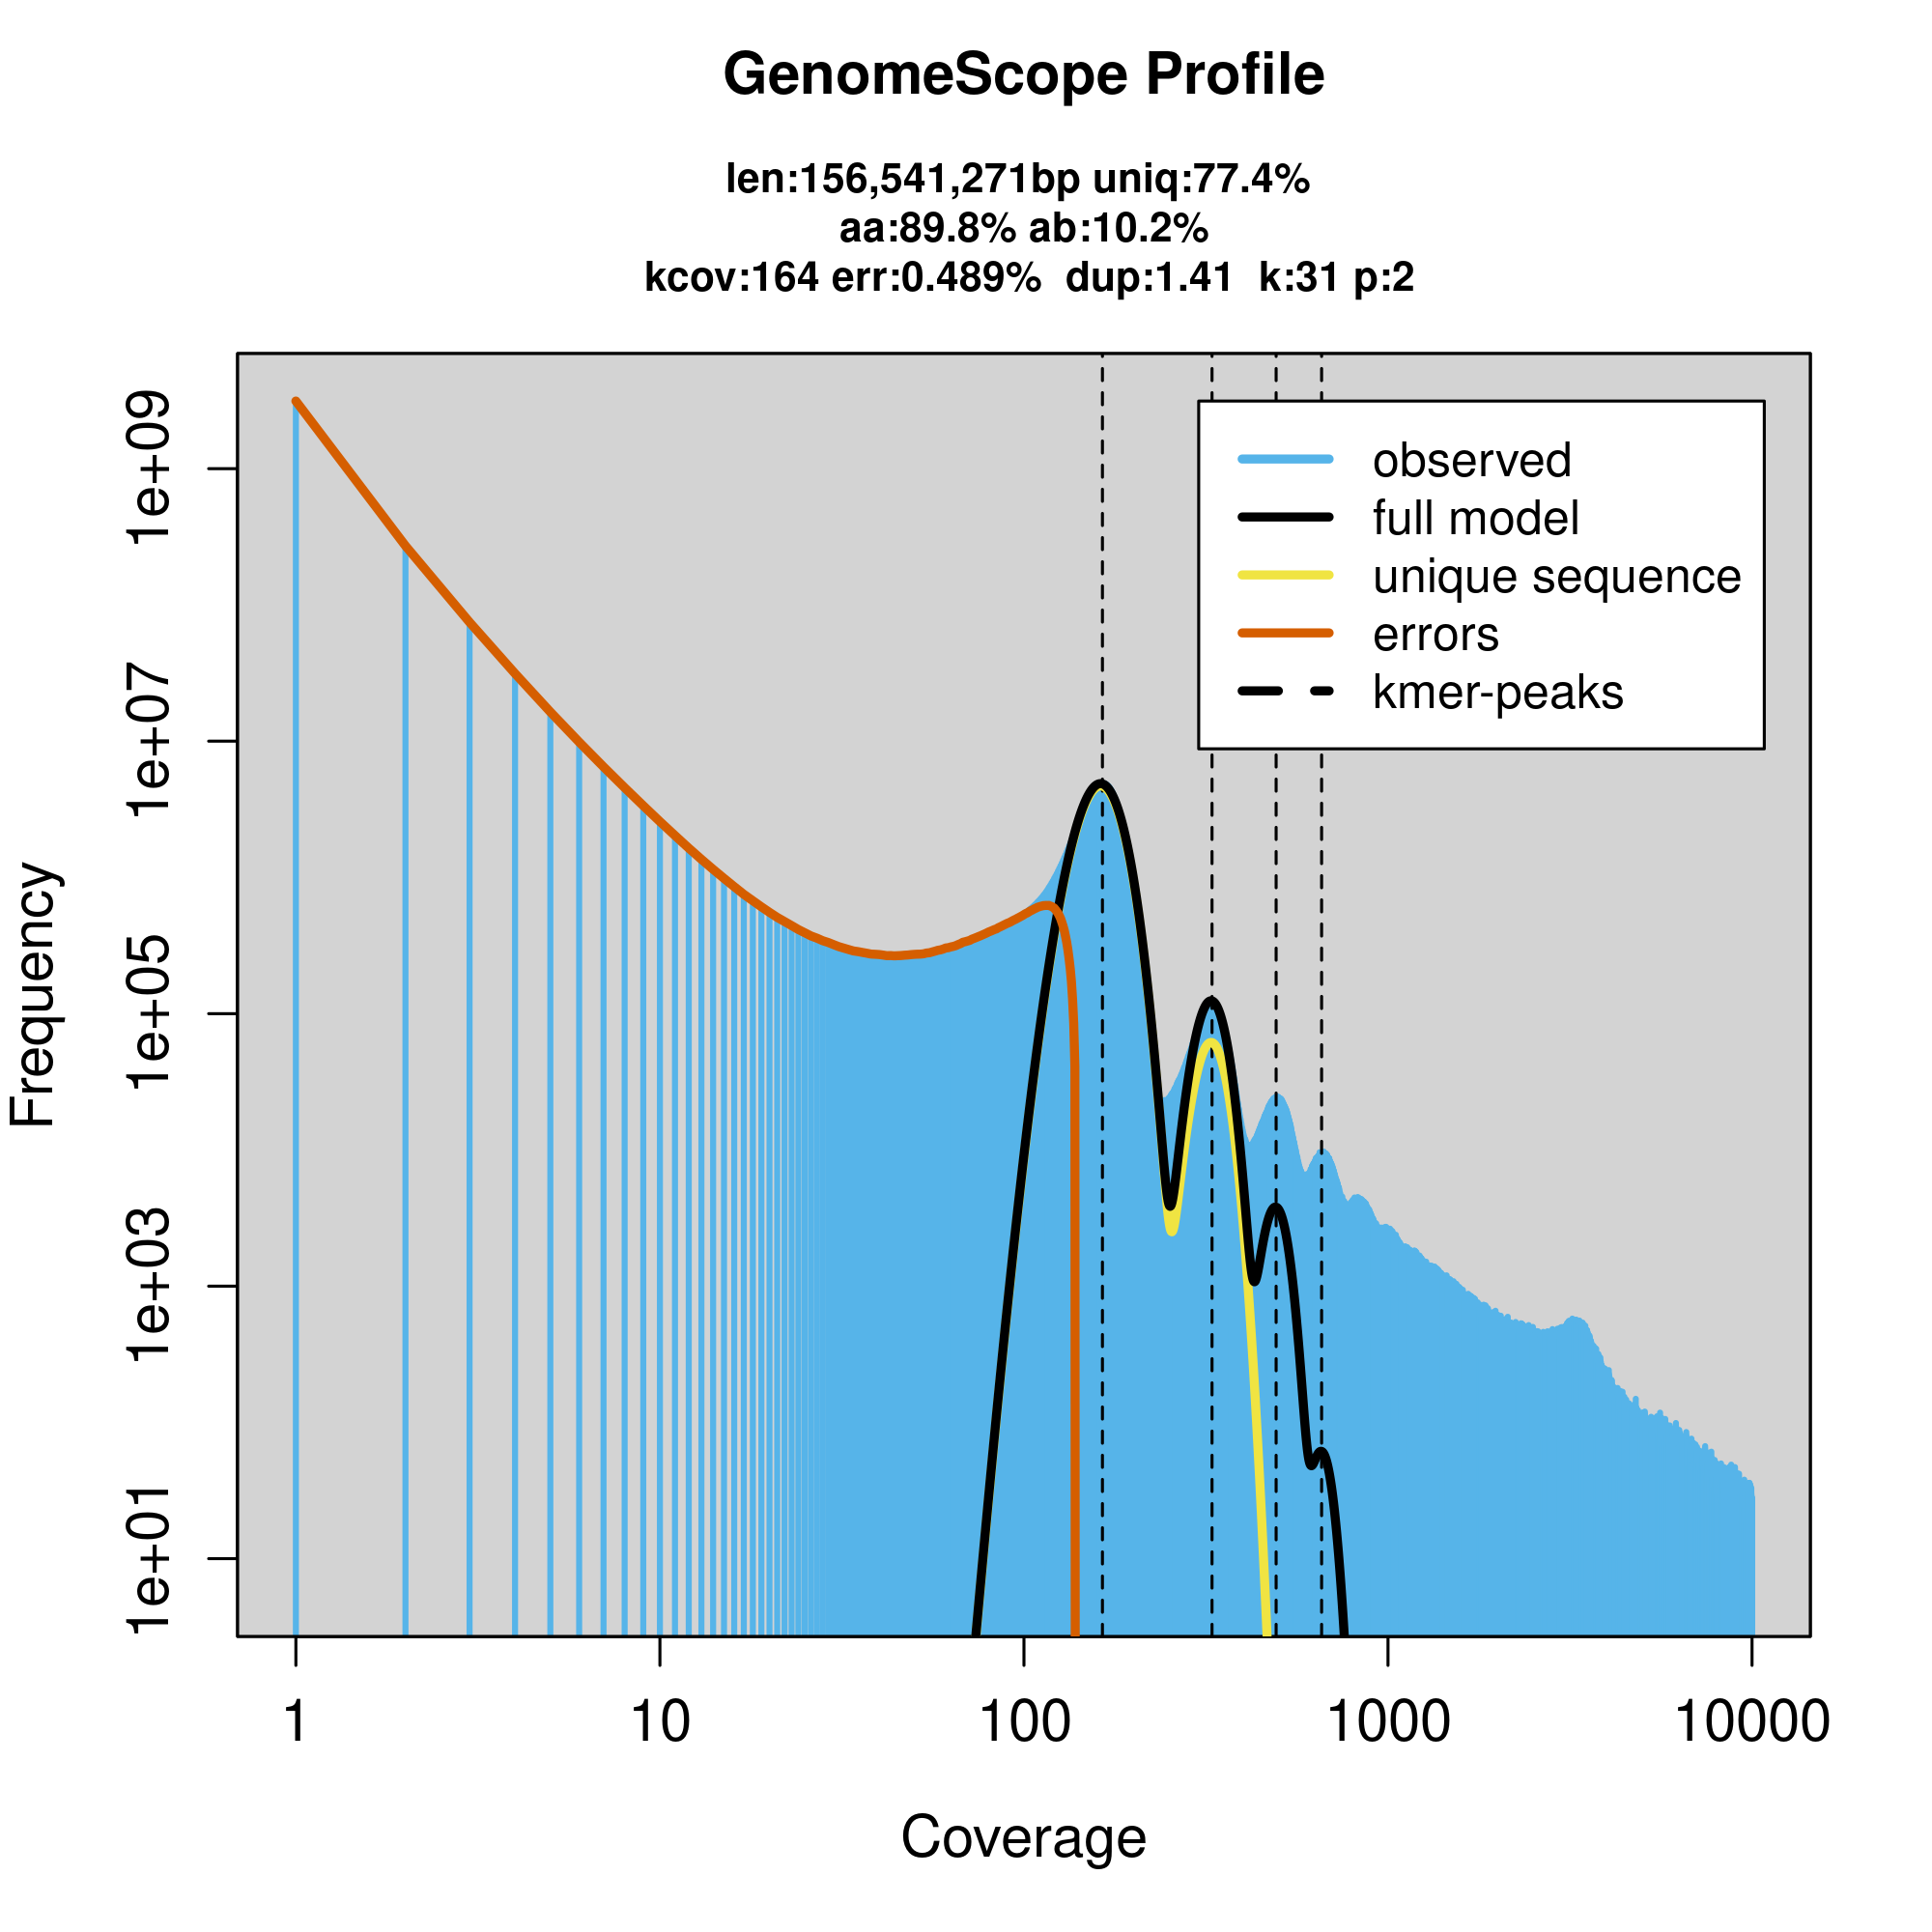 GenomeScope Profile
len:156,541,271bp uniq:77.4%
aa:89.8% ab:10.2%
kcov:164 err:0.489% dup:1.41 k:31 p:2
observed
full model
unique sequence
errors
kmer-peaks
Frequency
1e+09
1e+07
1e+05
1e+03
1e+01
1
10
100
1000
10000
Coverage